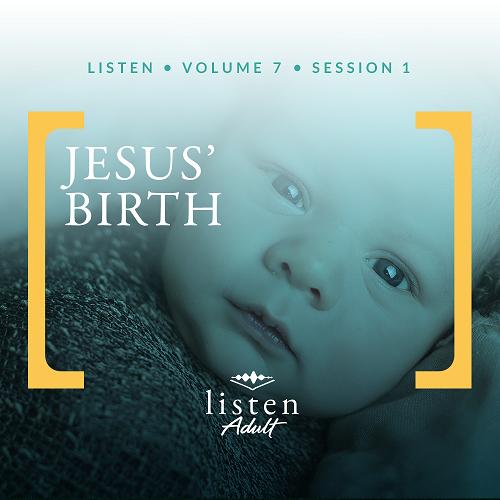 LISTEN • VOLUME 7 • SESSION 1
JESUS’
BIRTH
listen
Adult